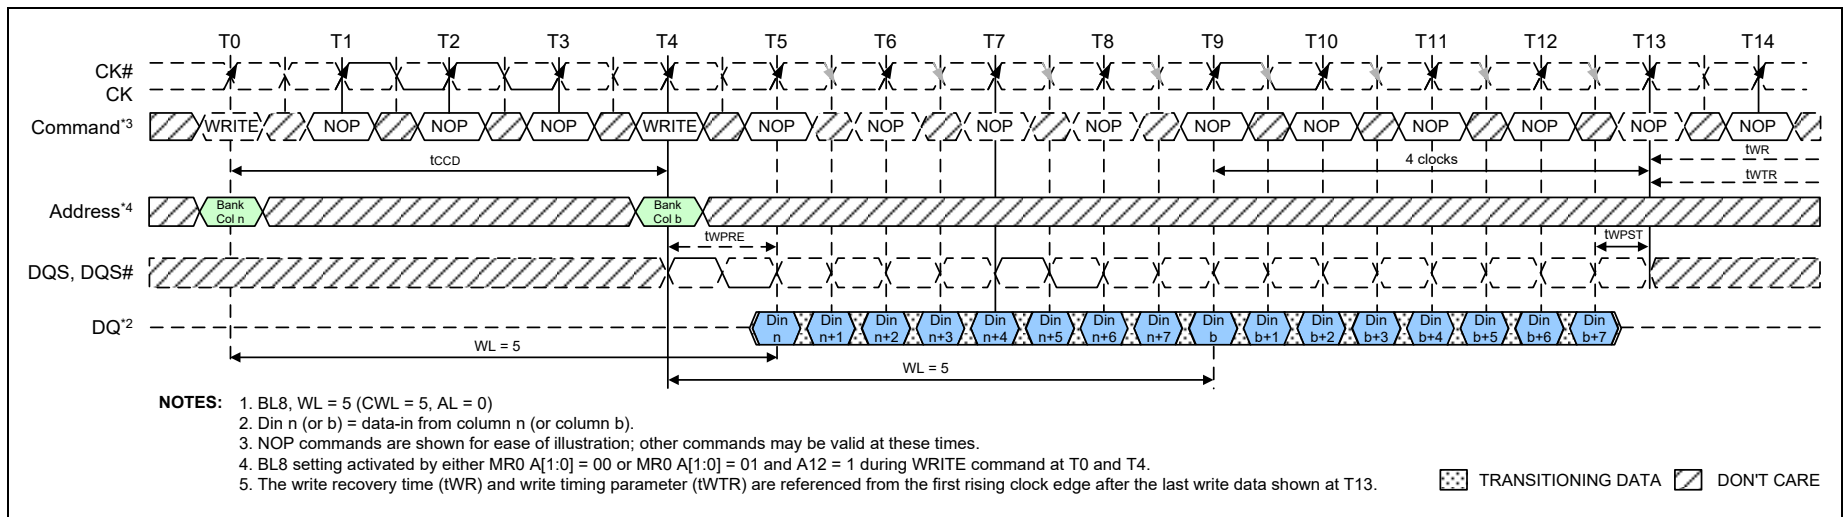 T0 T1 T2 T3 T4 T5 T6 T7 T8 T9 T10 T11 T12 T13 T14
CK#
CK
Command*3 WRITE NOP NOP NOP WRITE NOP NOP NOP NOP NOP NOP NOP NOP NOP NOP
tCCD 4 clocks tWR
tWTR
Address*4 Bank Col n Bank Col b
tWPRE tWPST
DQS, DQS#
DQ*2 Din n Din n+1 Din n+2 Din n+3 Din n+4 Din n+5 Din n+6 Din n+7 Din b Din b+1 Din b+2 Din b+3 Din b+4 Din b+5 Din b+6 Din b+7
WL = 5
WL = 5
NOTES: 1. BL8, WL = 5 (CWL = 5, AL = 0)
2. Din n (or b) = data-in from column n (or column b).
3. NOP commands are shown for ease of illustration; other commands may be valid at these times.
4. BL8 setting activated by either MR0 A[1:0] = 00 or MR0 A[1:0] = 01 and A12 = 1 during WRITE command at T0 and T4.
5. The write recovery time (tWR) and write timing parameter (tWTR) are referenced from the first rising clock edge after the last write data shown at T13.
TRANSITIONING DATA DON'T CARE